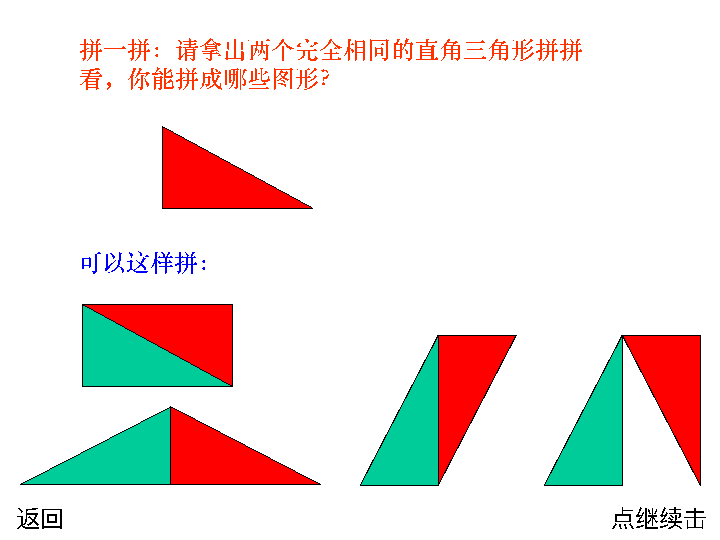 拼一拼：请拿出两个完全相同的直角三角形拼拼
看，你能拼成哪些图形？
可以这样拼：
返回
点继续击